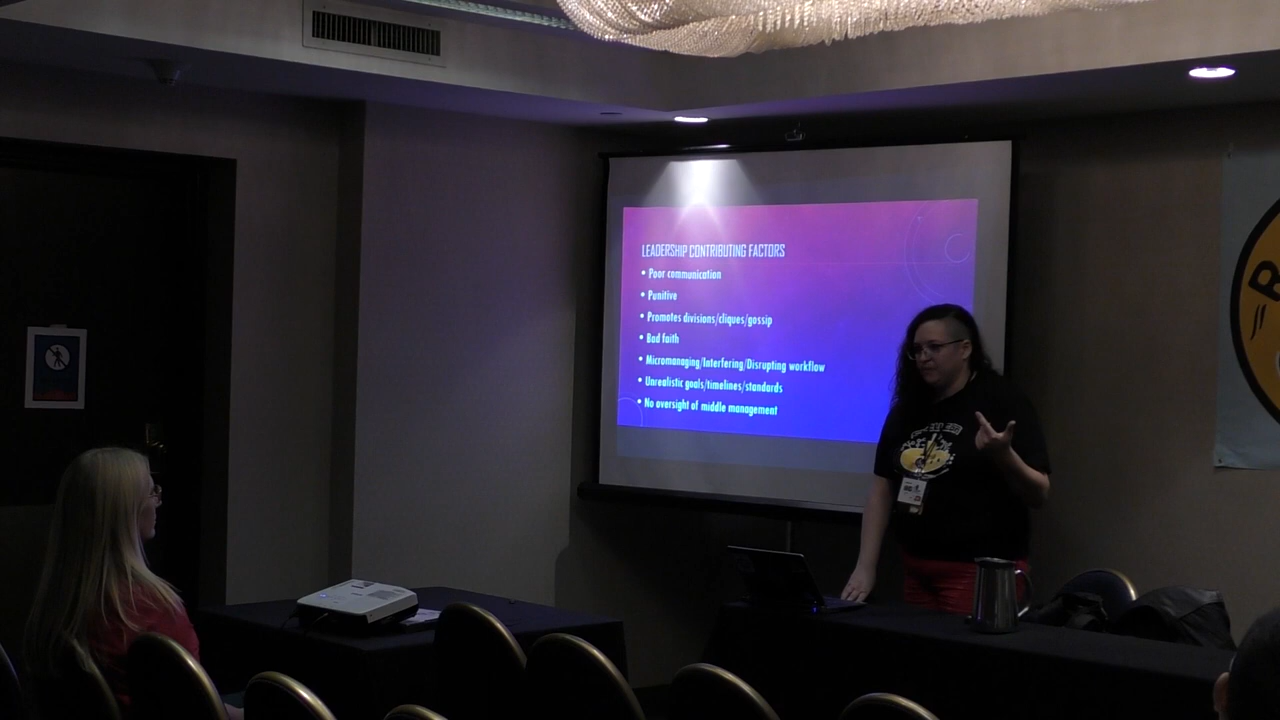 LEADERSHIP CONTRIBUTING FACTORS
• Poor communication
• Punitive
• Promotes divisions/cliques/gossip
• Bad faith
• Micromanaging/Interfering/Disrupting workflow
• Unrealistic goals/timelines/standards
• No oversight of middle management
B